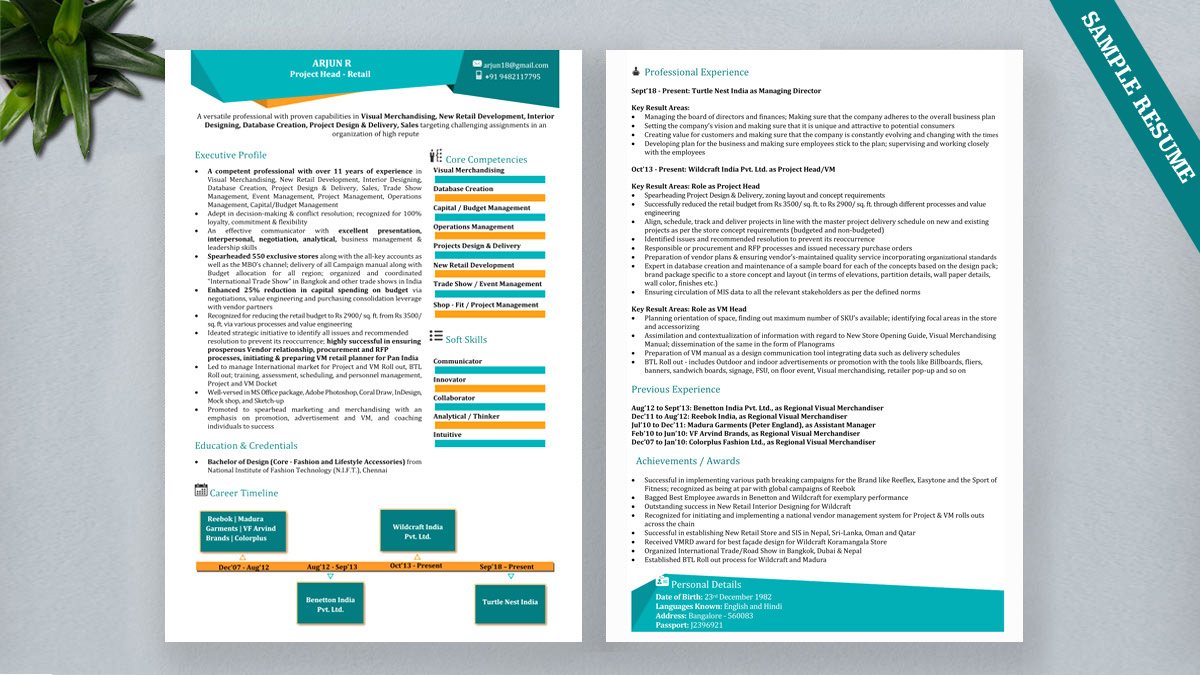 SAMPLE RESUME
ARJUN R
Project Head - Retail
arjun18@gmail.com
+91 9482117795
A versatile professional with proven capabilities in Visual Merchandising, New Retail Development, Interior
Designing, Database Creation, Project Design & Delivery, Sales targeting challenging assignments in an
organization of high repute
Executive Profile
• A competent professional with over 11 years of experience in
Visual Merchandising, New Retail Development, Interior Designing,
Database Creation, Project Design & Delivery, Sales, Trade Show
Management, Event Management, Project Management, Operations
Management, Capital/Budget Management
• Adept in decision-making & conflict resolution; recognized for 100%
loyalty, commitment & flexibility
• An effective communicator with excellent presentation,
interpersonal, negotiation, analytical, business management &
leadership skills
• Spearheaded 550 exclusive stores along with the all-key accounts as
well as the MBO's channel; delivery of all Campaign manual along with
Budget allocation for all region; organized and coordinated
"International Trade Show" in Bangkok and other trade shows in India
• Enhanced 25% reduction in capital spending on budget via
negotiations, value engineering and purchasing consolidation leverage
with vendor partners
• Recognized for reducing the retail budget to Rs 2900/ sq. ft. from Rs 3500/
sq. ft. via various processes and value engineering
• Ideated strategic initiative to identify all issues and recommended
resolution to prevent its reoccurrence; highly successful in ensuring
prosperous Vendor relationship, procurement and RFP
processes, initiating & preparing VM retail planner for Pan India
• Led to manage International market for Project and VM Roll out, BTL
Roll out; training, assessment, scheduling, and personnel management,
Project and VM Docket
• Well-versed in MS Office package, Adobe Photoshop, Coral Draw, InDesign,
Mock shop, and Sketch-up
• Promoted to spearhead marketing and merchandising with an
emphasis on promotion, advertisement and VM, and coaching
individuals to success
Education & Credentials
• Bachelor of Design (Core - Fashion and Lifestyle Accessories) from
National Institute of Fashion Technology (N.I.F.T.), Chennai
Core Competencies
Visual Merchandising
Database Creation
Capital / Budget Management
Operations Management
Projects Design & Delivery
New Retail Development
Trade Show / Event Management
Shop - Fit / Project Management
Soft Skills
Communicator
Innovator
Collaborator
Analytical / Thinker
Intuitive
Career Timeline
Reebok | Madura
Garments | VF Arvind
Brands | Colorplus
Wildcraft India
Pvt. Ltd.
Dec'07 - Aug'12
Aug'12 - Sep'13
Oct'13 - Present
Sep'18 – Present
Benetton India
Pvt. Ltd.
Turtle Nest India
Professional Experience
Sept'18 - Present: Turtle Nest India as Managing Director
Key Result Areas:
• Managing the board of directors and finances; Making sure that the company adheres to the overall business plan
• Setting the company's vision and making sure that it is unique and attractive to potential consumers
• Creating value for customers and making sure that the company is constantly evolving and changing with the times
• Developing plan for the business and making sure employees stick to the plan; supervising and working closely
with the employees
Oct'13 - Present: Wildcraft India Pvt. Ltd. as Project Head/VM
Key Result Areas: Role as Project Head
• Spearheading Project Design & Delivery, zoning layout and concept requirements
• Successfully reduced the retail budget from Rs 3500/ sq. ft. to Rs 2900/ sq. ft. through different processes and value
engineering
• Align, schedule, track and deliver projects in line with the master project delivery schedule on new and existing
projects as per the store concept requirements (budgeted and non-budgeted)
• Identified issues and recommended resolution to prevent its reoccurrence
• Responsible or procurement and RFP processes and issued necessary purchase orders
• Preparation of vendor plans & ensuring vendor's-maintained quality service incorporating organizational standards
• Expert in database creation and maintenance of a sample board for each of the concepts based on the design pack;
brand package specific to a store concept and layout (in terms of elevations, partition details, wall paper details,
wall color, finishes etc.)
• Ensuring circulation of MIS data to all the relevant stakeholders as per the defined norms
Key Result Areas: Role as VM Head
• Planning orientation of space, finding out maximum number of SKU's available; identifying focal areas in the store
and accessorizing
• Assimilation and contextualization of information with regard to New Store Opening Guide, Visual Merchandising
Manual; dissemination of the same in the form of Planograms
• Preparation of VM manual as a design communication tool integrating data such as delivery schedules
• BTL Roll out - includes Outdoor and indoor advertisements or promotion with the tools like Billboards, fliers,
banners, sandwich boards, signage, FSU, on floor event, Visual merchandising, retailer pop-up and so on
Previous Experience
Aug'12 to Sept'13: Benetton India Pvt. Ltd., as Regional Visual Merchandiser
Dec'11 to Aug'12: Reebok India, as Regional Visual Merchandiser
Jul'10 to Dec'11: Madura Garments (Peter England), as Assistant Manager
Feb'10 to Jun'10: VF Arvind Brands, as Regional Visual Merchandiser
Dec'07 to Jan'10: Colorplus Fashion Ltd., as Regional Visual Merchandiser
Achievements / Awards
• Successful in implementing various path breaking campaigns for the Brand like Reeflex, Easytone and the Sport of
Fitness; recognized as being at par with global campaigns of Reebok
• Bagged Best Employee awards in Benetton and Wildcraft for exemplary performance
• Outstanding success in New Retail Interior Designing for Wildcraft
• Recognized for initiating and implementing a national vendor management system for Project & VM rolls outs
across the chain
• Successful in establishing New Retail Store and SIS in Nepal, Sri-Lanka, Oman and Qatar
• Received VMRD award for best façade design for Wildcraft Koramangala Store
• Organized International Trade/Road Show in Bangkok, Dubai & Nepal
• Established BTL Roll out process for Wildcraft and Madura
Personal Details
Date of Birth: 23rd December 1982
Languages Known: English and Hindi
Address: Bangalore - 560083
Passport: J2396921